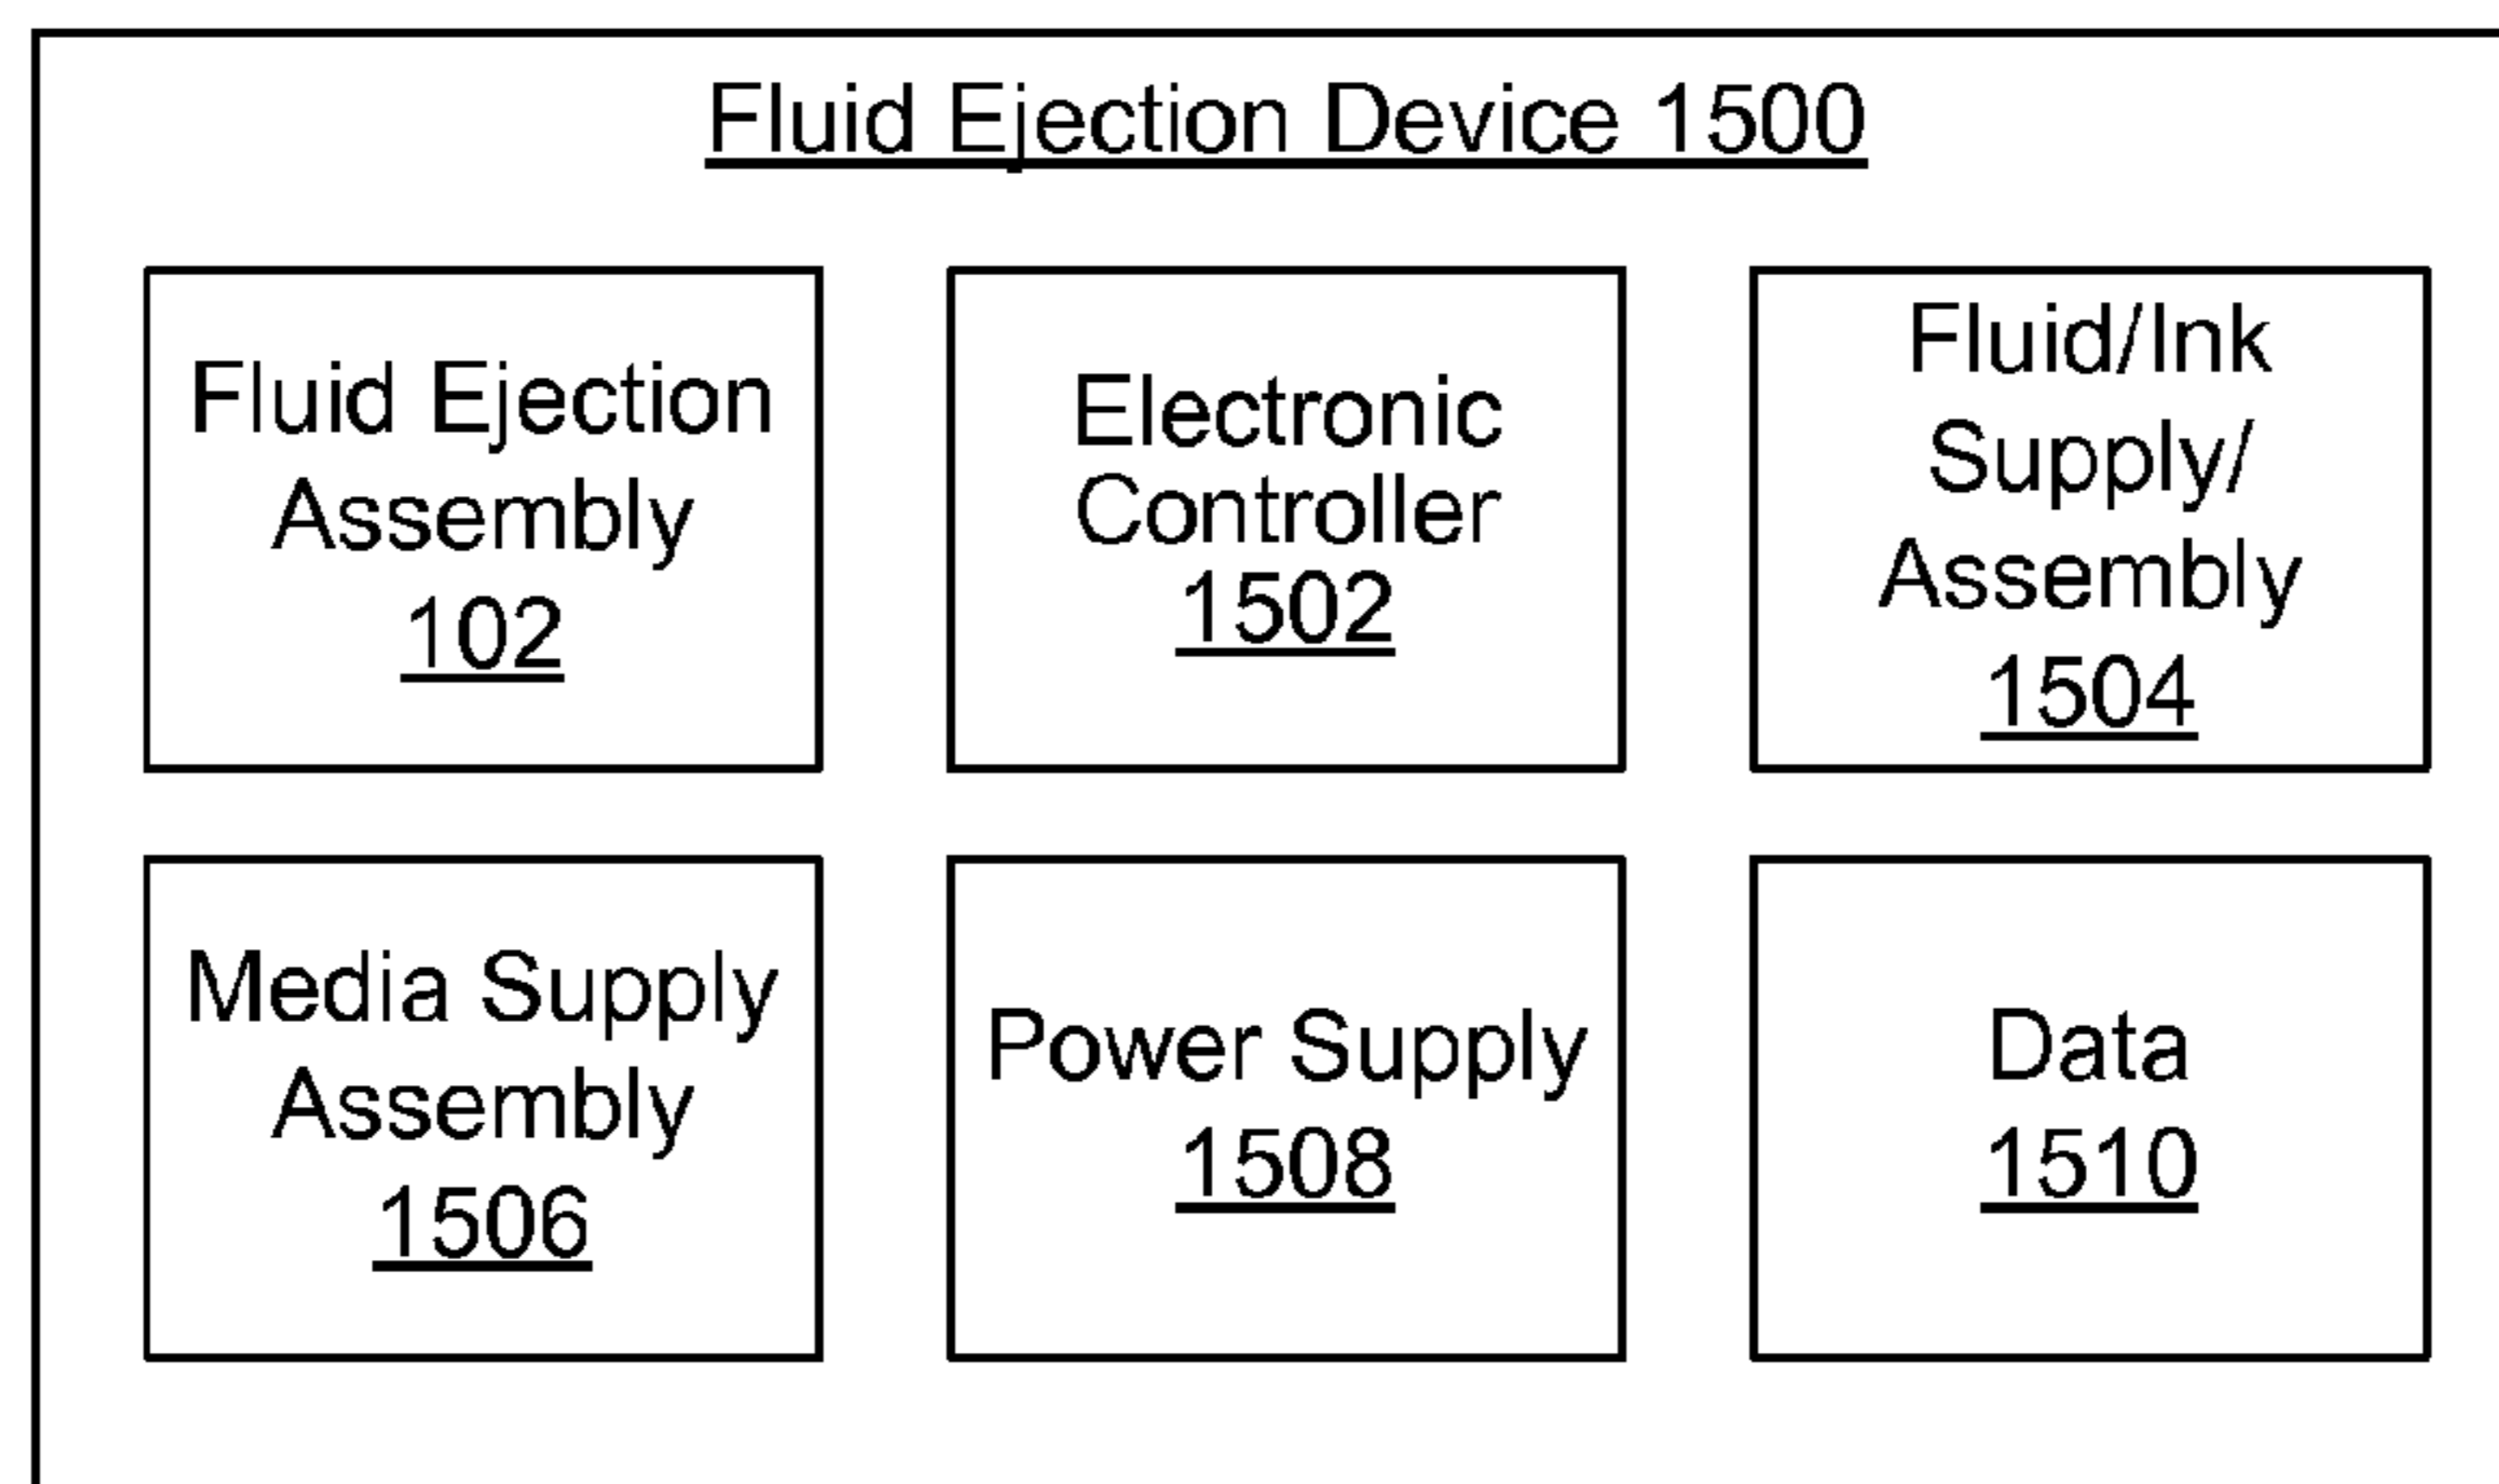 Fluid Ejection Device 1500
Fluid Ejection
Assembly
102
Electronic
Controller
1502
Fluid/Ink
Supply/
Assembly
1504
Media Supply
Assembly
1506
Power Supply
1508
Data
1510